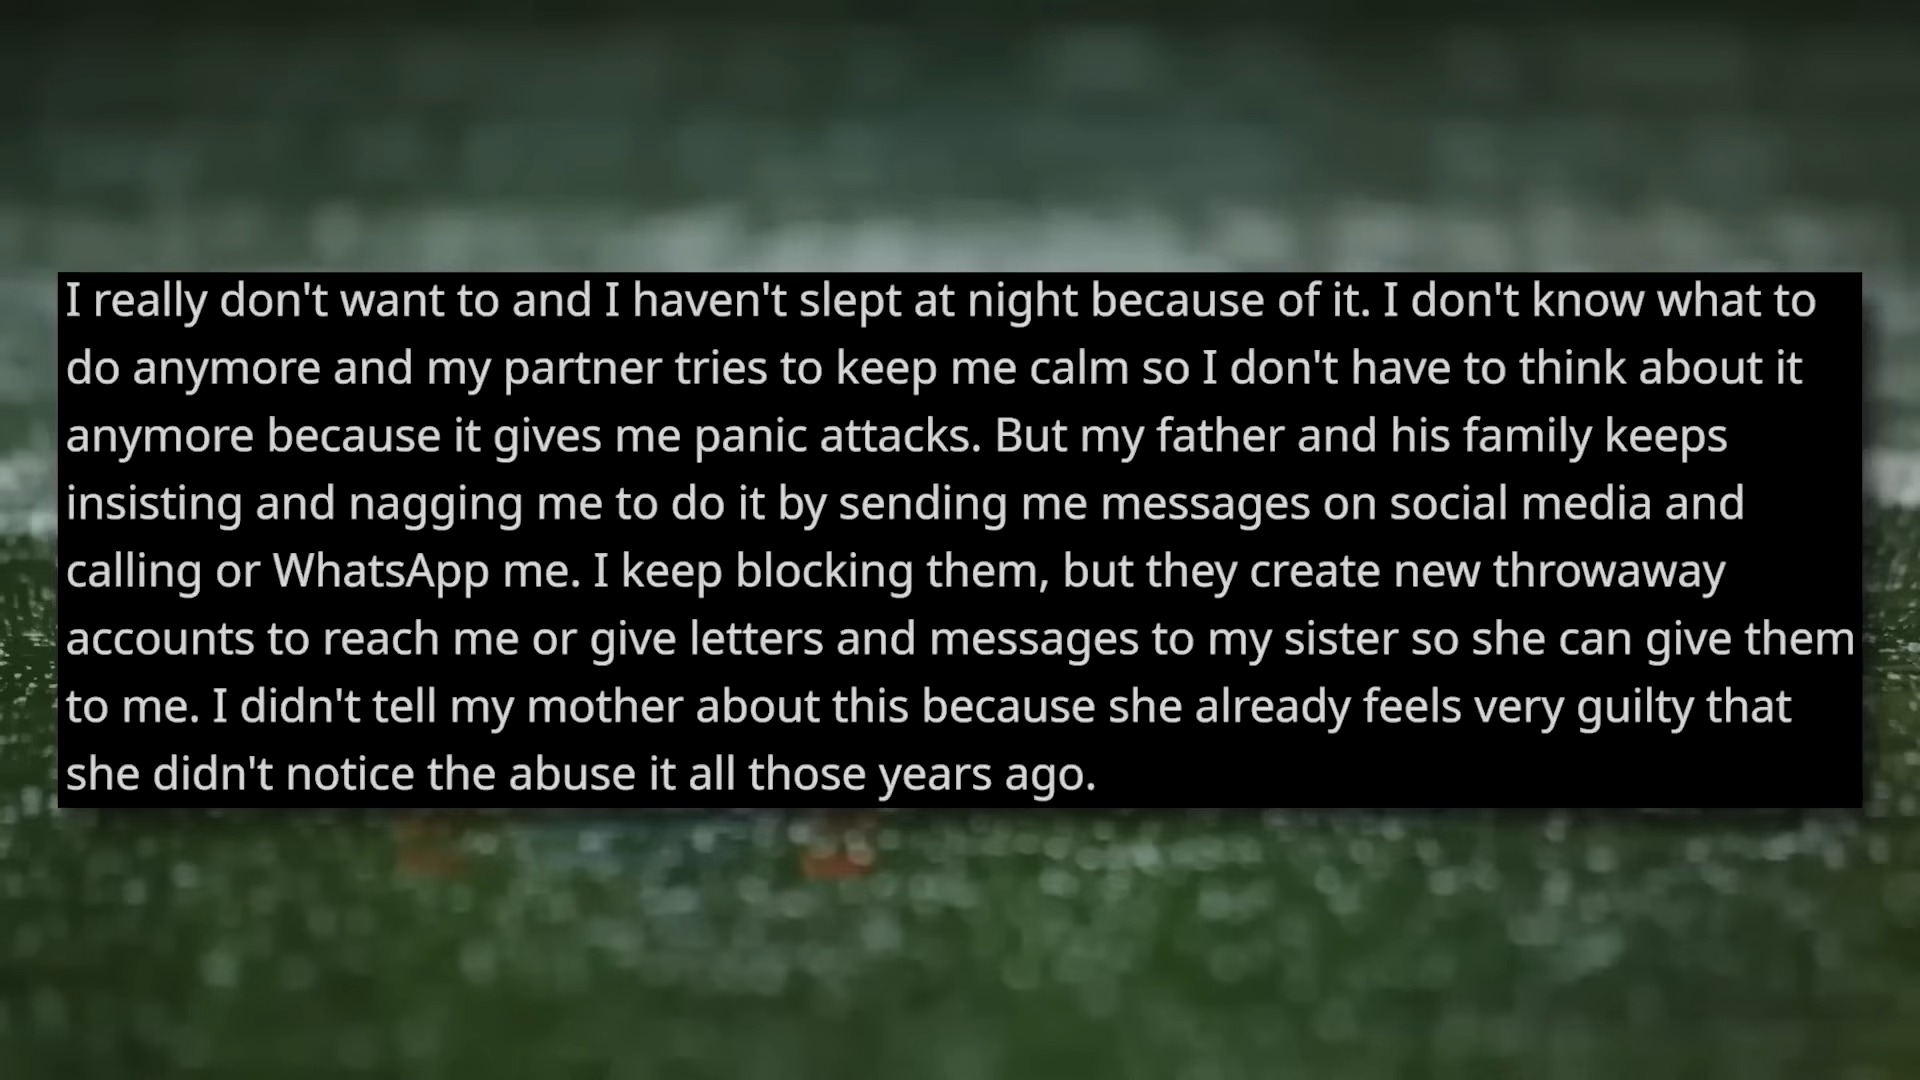 I really don't want to and I haven't slept at night because of it. I don't know what to
do anymore and my partner tries to keep me calm so I don't have to think about it
anymore because it gives me panic attacks. But my father and his family keeps
insisting and nagging me to do it by sending me messages on social media and
calling or WhatsApp me. I keep blocking them, but they create new throwaway
accounts to reach me or give letters and messages to my sister so she can give them
to me. I didn't tell my mother about this because she already feels very guilty that
she didn't notice the abuse it all those years ago.